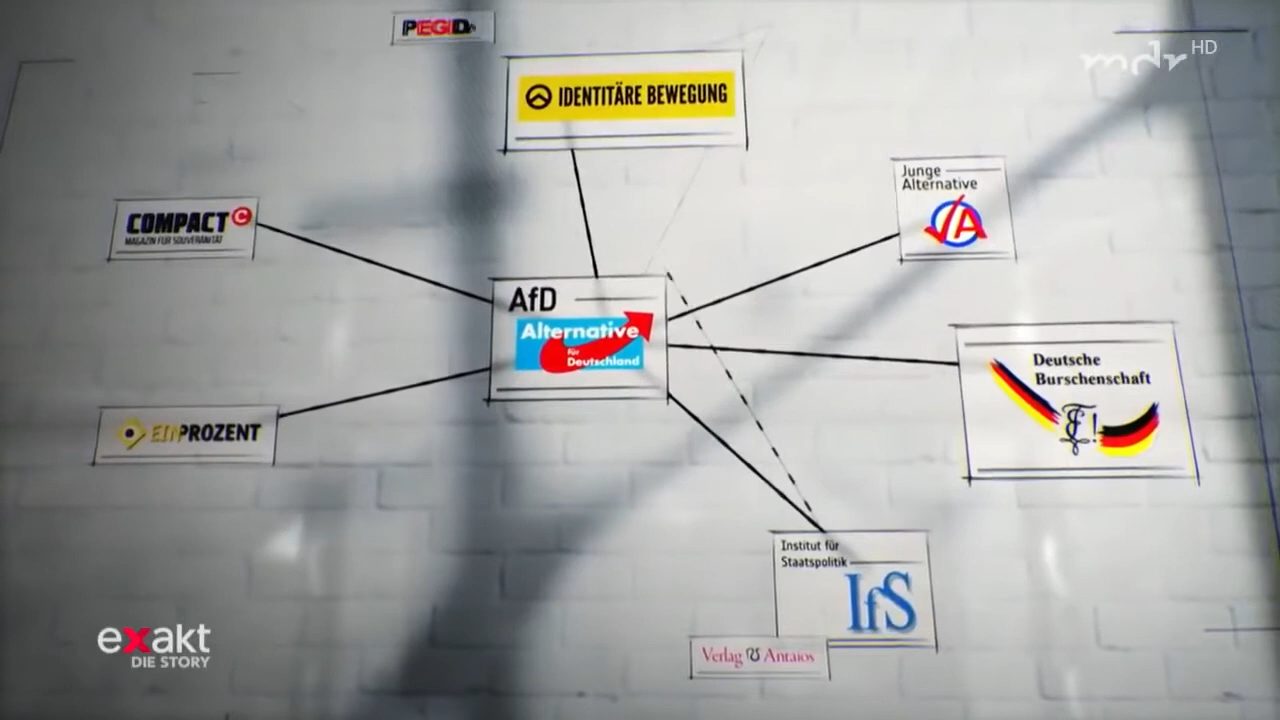 PEGIDA
mdr HD
IDENTITÄRE BEWEGUNG
Junge
Alternative
JA
COMPACT C
MAGAZIN FÜR SOUVERÄNITÄT
AfD
Alternative
für
Deutschland
Deutsche
Burschenschaft
EINPROZENT
Institut für
Staatspolitik
IfS
Verlag Antaios
exakt
DIE STORY